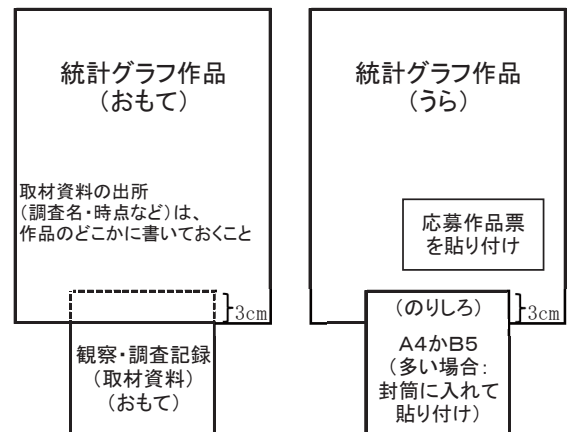 統計グラフ作品
（おもて）
取材資料の出所
（調査名・時点など）は、
作品のどこかに書いておくこと
3cm
観察・調査記録
（取材資料）
（おもて）
統計グラフ作品
（うら）
応募作品票
を貼り付け
（のりしろ）
3cm
A4かB5
（多い場合：
封筒に入れて
貼り付け）